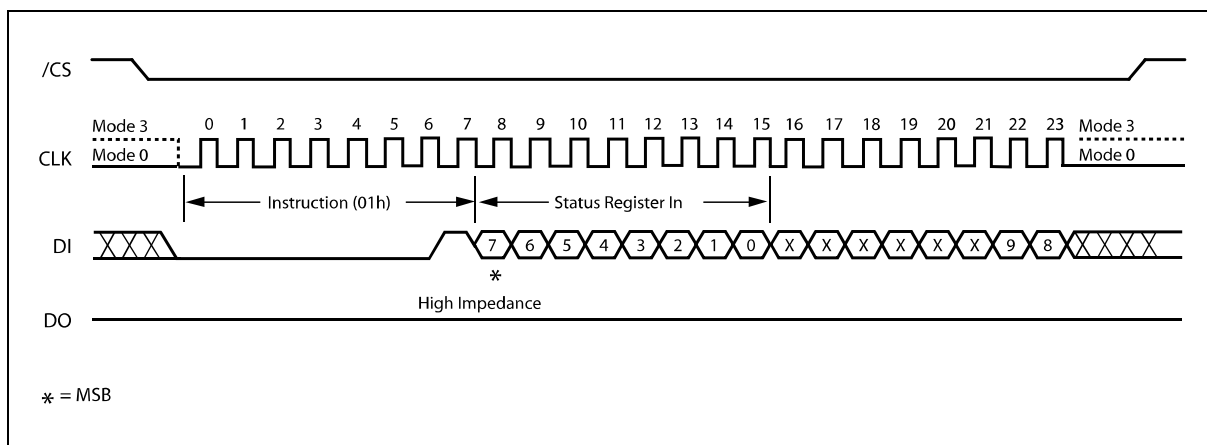 /CS
Mode 3
0 1 2 3 4 5 6 7 8 9 10 11 12 13 14 15 16 17 18 19 20 21 22 23
Mode 3
CLK
Mode 0
Mode 0
Instruction (01h)
Status Register In
DI
7 6 5 4 3 2 1 0 X X X X X X 9 8
*
High Impedance
DO
* = MSB